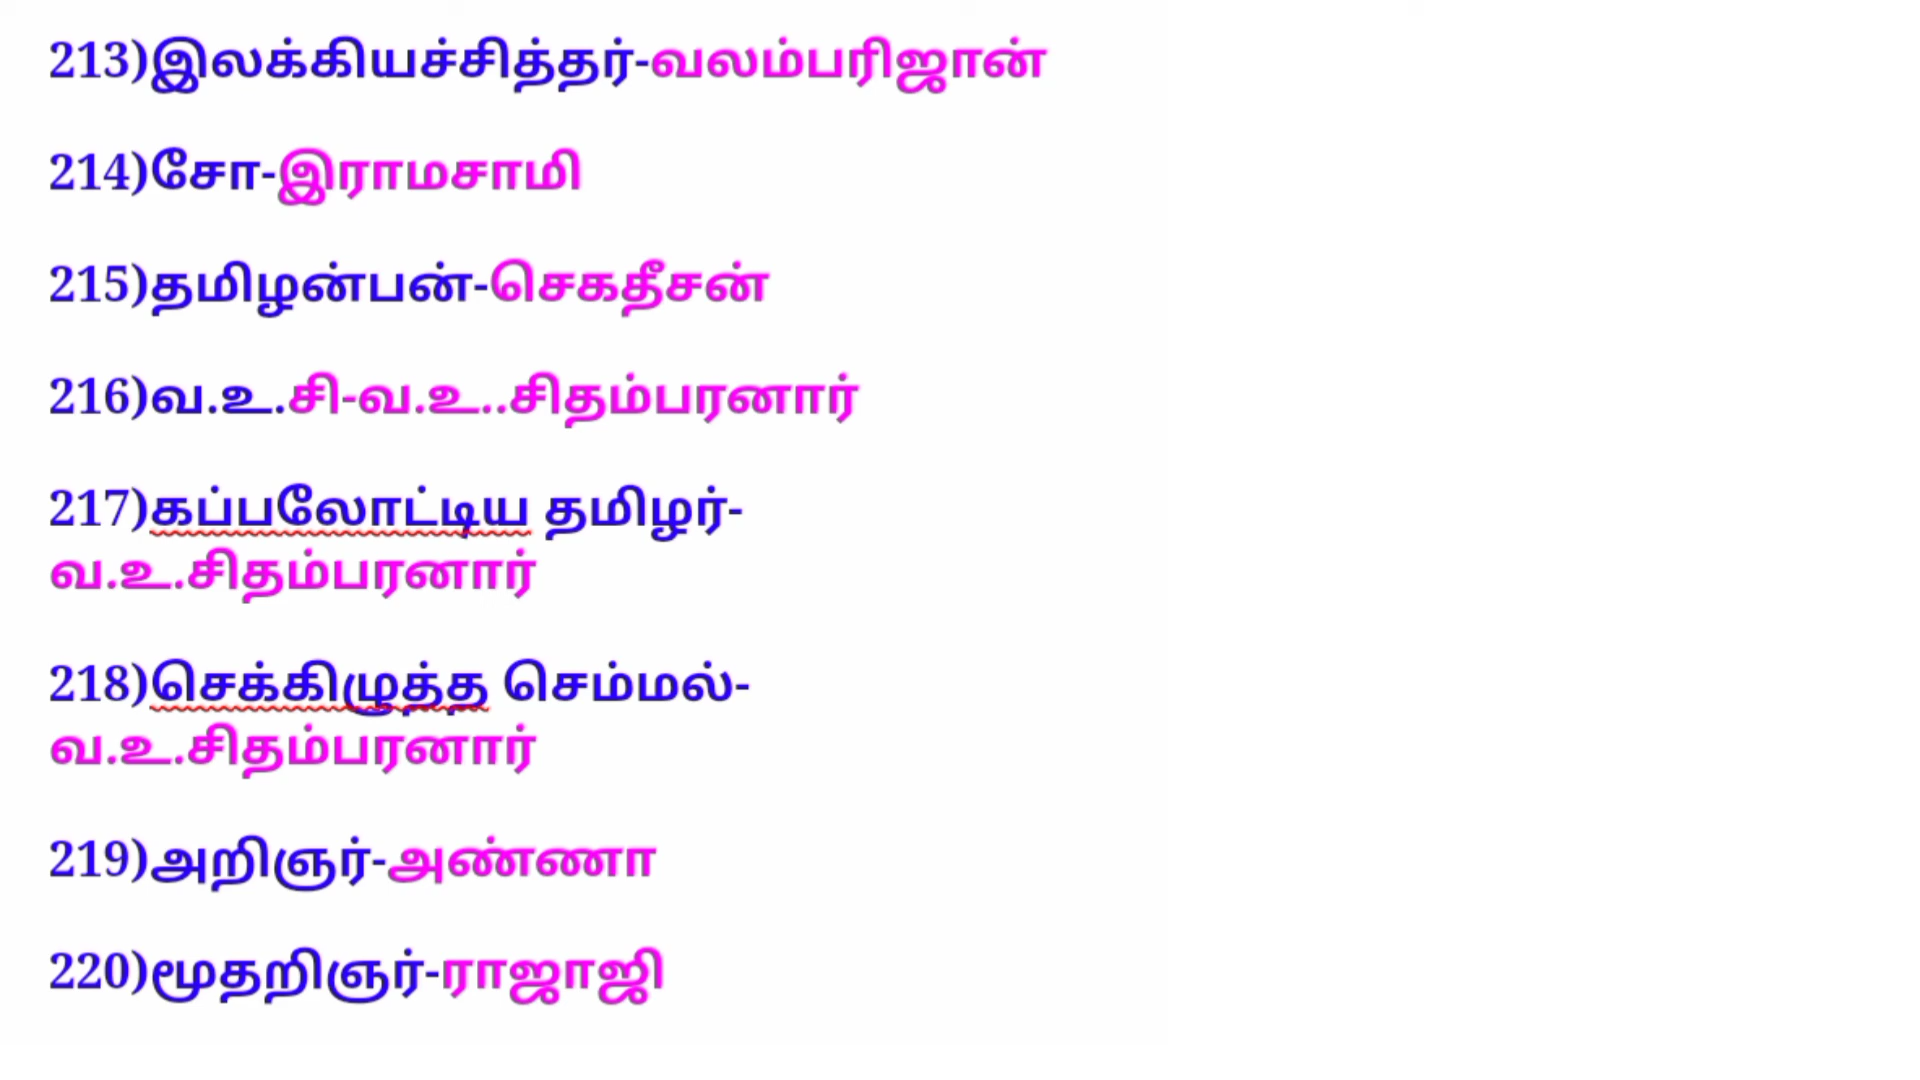 213)இலக்கியச்சித்தர்-வலம்பரிஜான்
214)சோ-இராமசாமி
215)தமிழன்பன்-செகதீசன்
216)வ.உ.சி-வ.உ..சிதம்பரனார்
217)கப்பலோட்டிய தமிழர்-
வ.உ.சிதம்பரனார்
218)செக்கிழுத்த செம்மல்-
வ.உ.சிதம்பரனார்
219)அறிஞர்-அண்ணா
220)மூதறிஞர்-ராஜாஜி